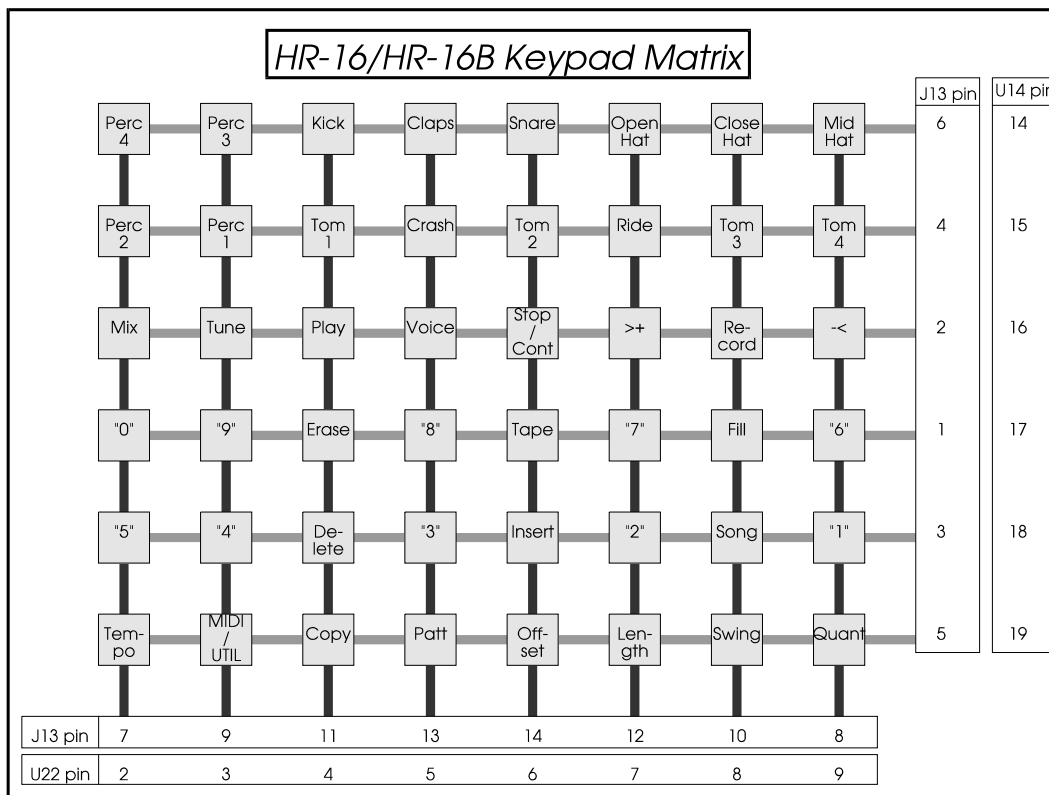 HR-16/HR-16B Keypad Matrix
J13 pin U14 pin
Perc 4 Perc 3 Kick Claps Snare Open Hat Close Hat Mid Hat 6 14
Perc 2 Perc 1 Tom 1 Crash Tom 2 Ride Tom 3 Tom 4 4 15
Mix Tune Play Voice Stop / Cont >+ Re-cord -< 2 16
"0" "9" Erase "8" Tape "7" Fill "6" 1 17
"5" "4" De-lete "3" Insert "2" Song "1" 3 18
Tem-po MIDI / UTIL Copy Patt Off-set Len-gth Swing Quant 5 19
J13 pin 7 9 11 13 14 12 10 8
U22 pin 2 3 4 5 6 7 8 9